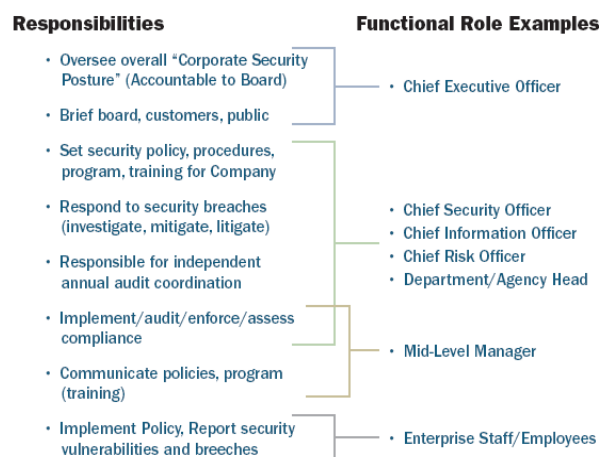 Responsibilities
Functional Role Examples
• Oversee overall “Corporate Security
Posture” (Accountable to Board)
• Brief board, customers, public
• Chief Executive Officer
• Set security policy, procedures,
program, training for Company
• Respond to security breaches
(investigate, mitigate, litigate)
• Responsible for independent
annual audit coordination
• Chief Security Officer
• Chief Information Officer
• Chief Risk Officer
• Department/Agency Head
• Implement/audit/enforce/assess
compliance
• Communicate policies, program
(training)
• Mid-Level Manager
• Implement Policy, Report security
vulnerabilities and breeches
• Enterprise Staff/Employees